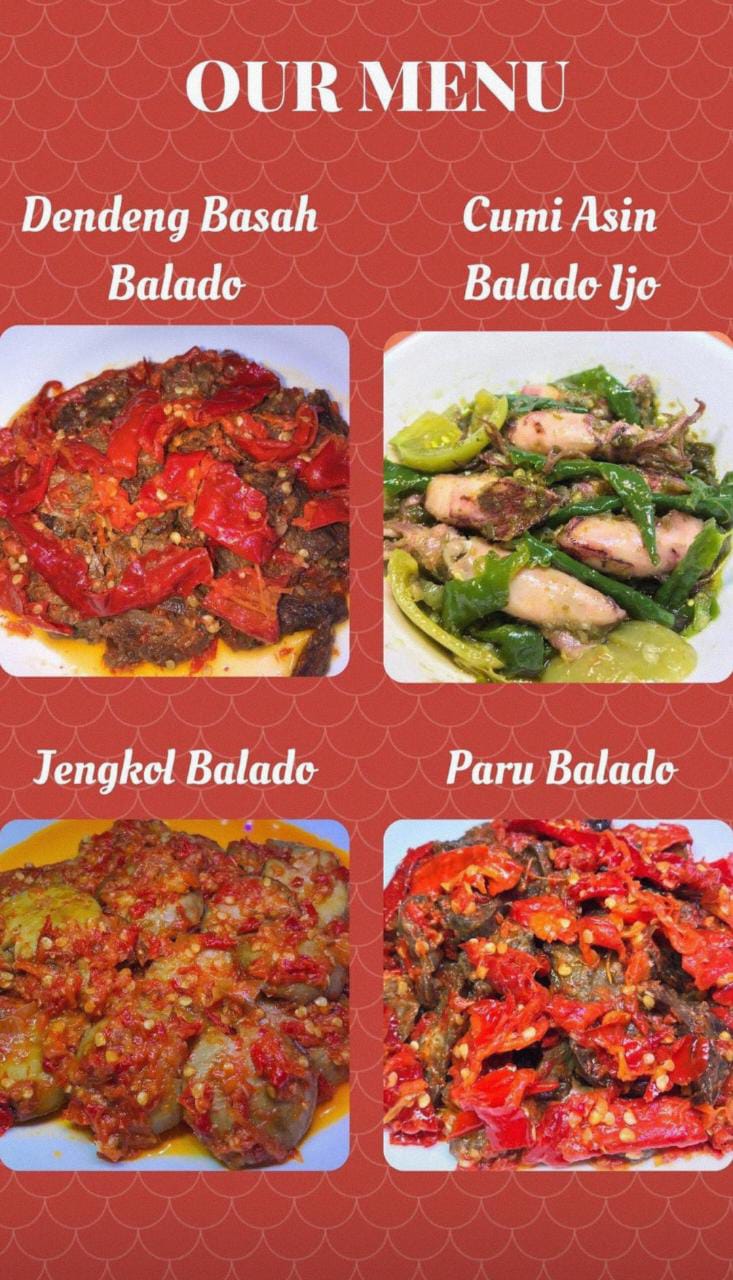 OUR MENU
Dendeng Basah
Balado
Cumi Asin
Balado Ijo
Jengkol Balado
Paru Balado